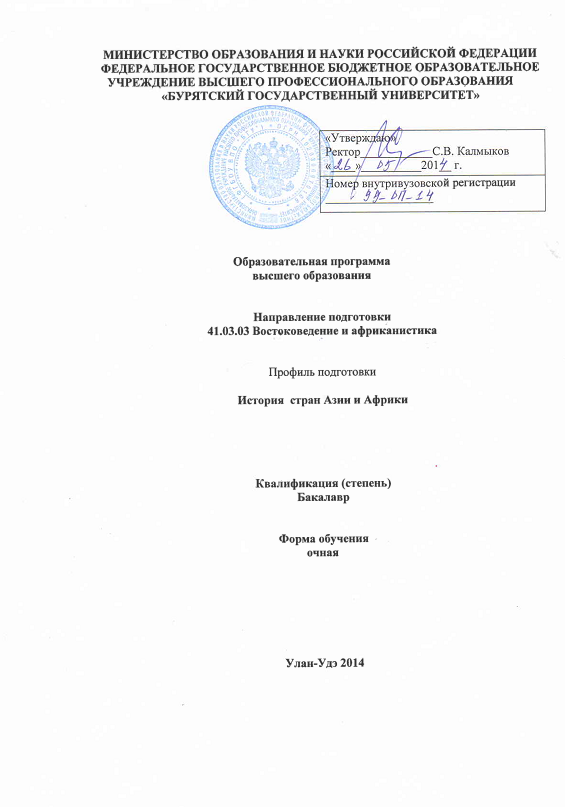 МИНИСТЕРСТВО ОБРАЗОВАНИЯ И НАУКИ РОССИЙСКОЙ ФЕДЕРАЦИИ
ФЕДЕРАЛЬНОЕ ГОСУДАРСТВЕННОЕ БЮДЖЕТНОЕ ОБРАЗОВАТЕЛЬНОЕ
УЧРЕЖДЕНИЕ ВЫСШЕГО ПРОФЕССИОНАЛЬНОГО ОБРАЗОВАНИЯ
«БУРЯТСКИЙ ГОСУДАРСТВЕННЫЙ УНИВЕРСИТЕТ»
«Утверждаю»
Ректор С.В. Калмыков
«26» 05 2014 г.
Номер внутривузовской регистрации
Образовательная программа
высшего образования
Направление подготовки
41.03.03 Востоковедение и африканистика
Профиль подготовки
История стран Азии и Африки
Квалификация (степень)
Бакалавр
Форма обучения
очная
Улан-Удэ 2014